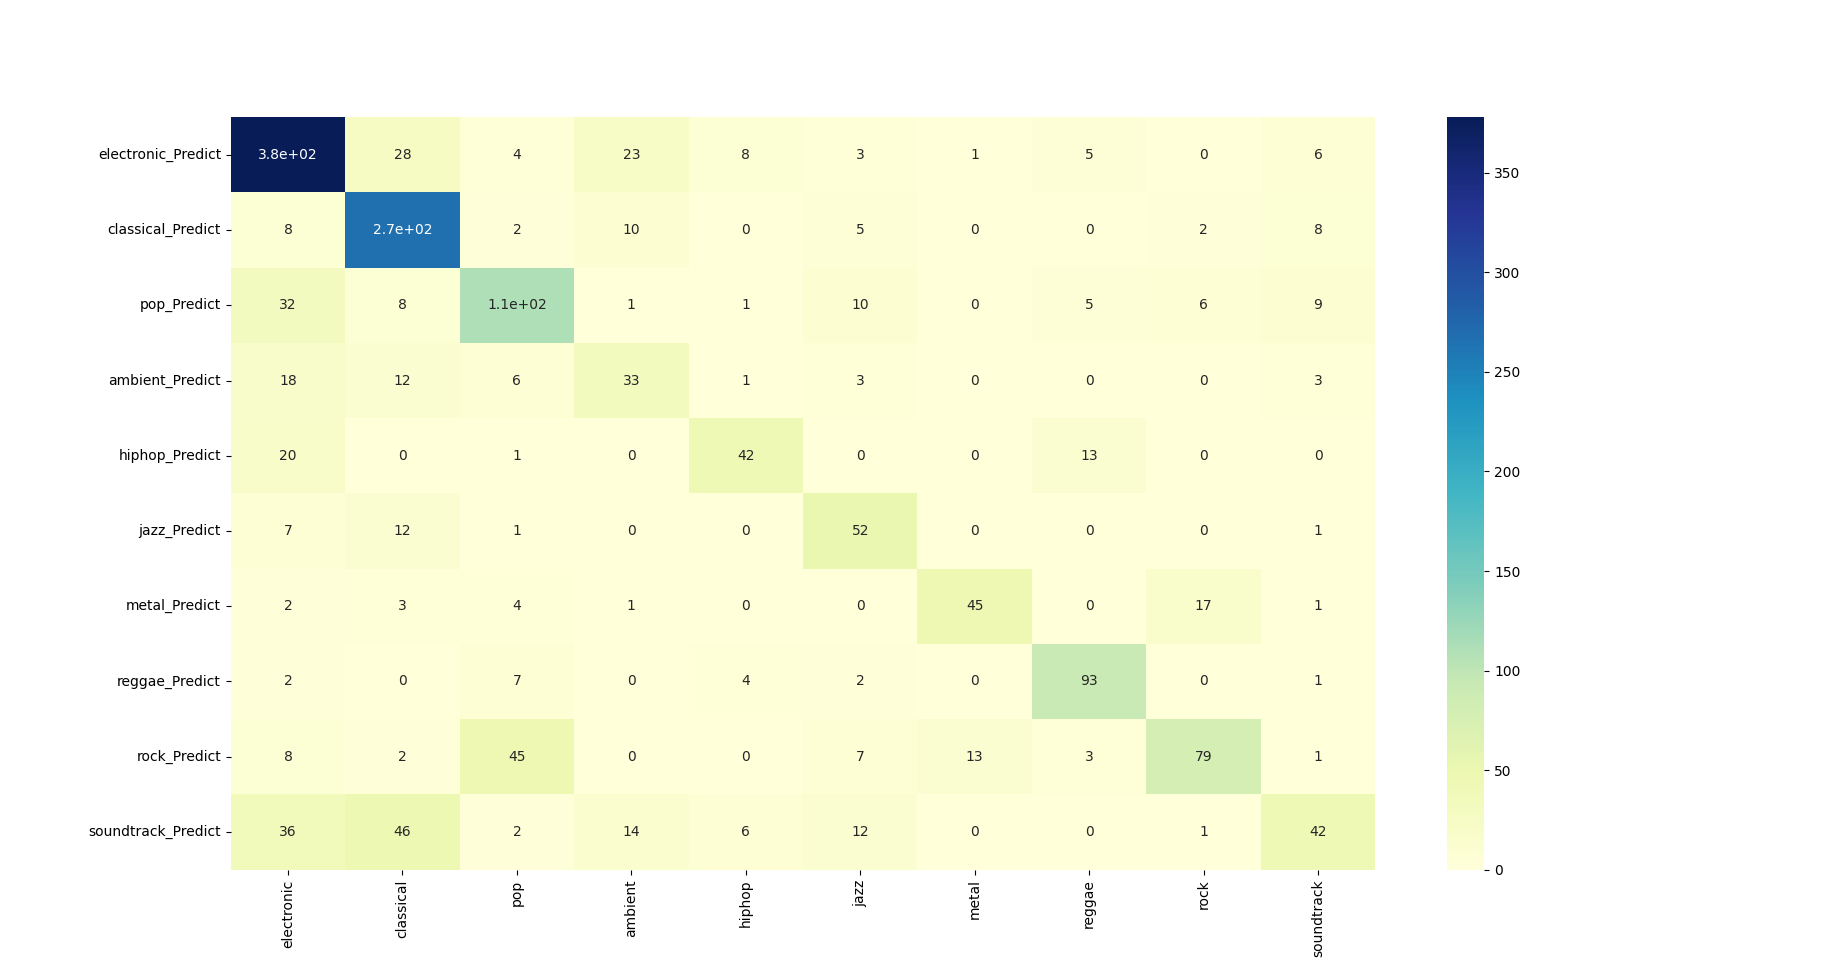 electronic_Predict 3.8e+02 28 4 23 8 3 1 5 0 6
classical_Predict 8 2.7e+02 2 10 0 5 0 0 2 8
pop_Predict 32 8 1.1e+02 1 1 10 0 5 6 9
ambient_Predict 18 12 6 33 1 3 0 0 0 3
hiphop_Predict 20 0 1 0 42 0 0 13 0 0
jazz_Predict 7 12 1 0 0 52 0 0 0 1
metal_Predict 2 3 4 1 0 0 45 0 17 1
reggae_Predict 2 0 7 0 4 2 0 93 0 1
rock_Predict 8 2 45 0 0 7 13 3 79 1
soundtrack_Predict 36 46 2 14 6 12 0 0 1 42
electronic classical pop ambient hiphop jazz metal reggae rock soundtrack
350
300
250
200
150
100
50
0